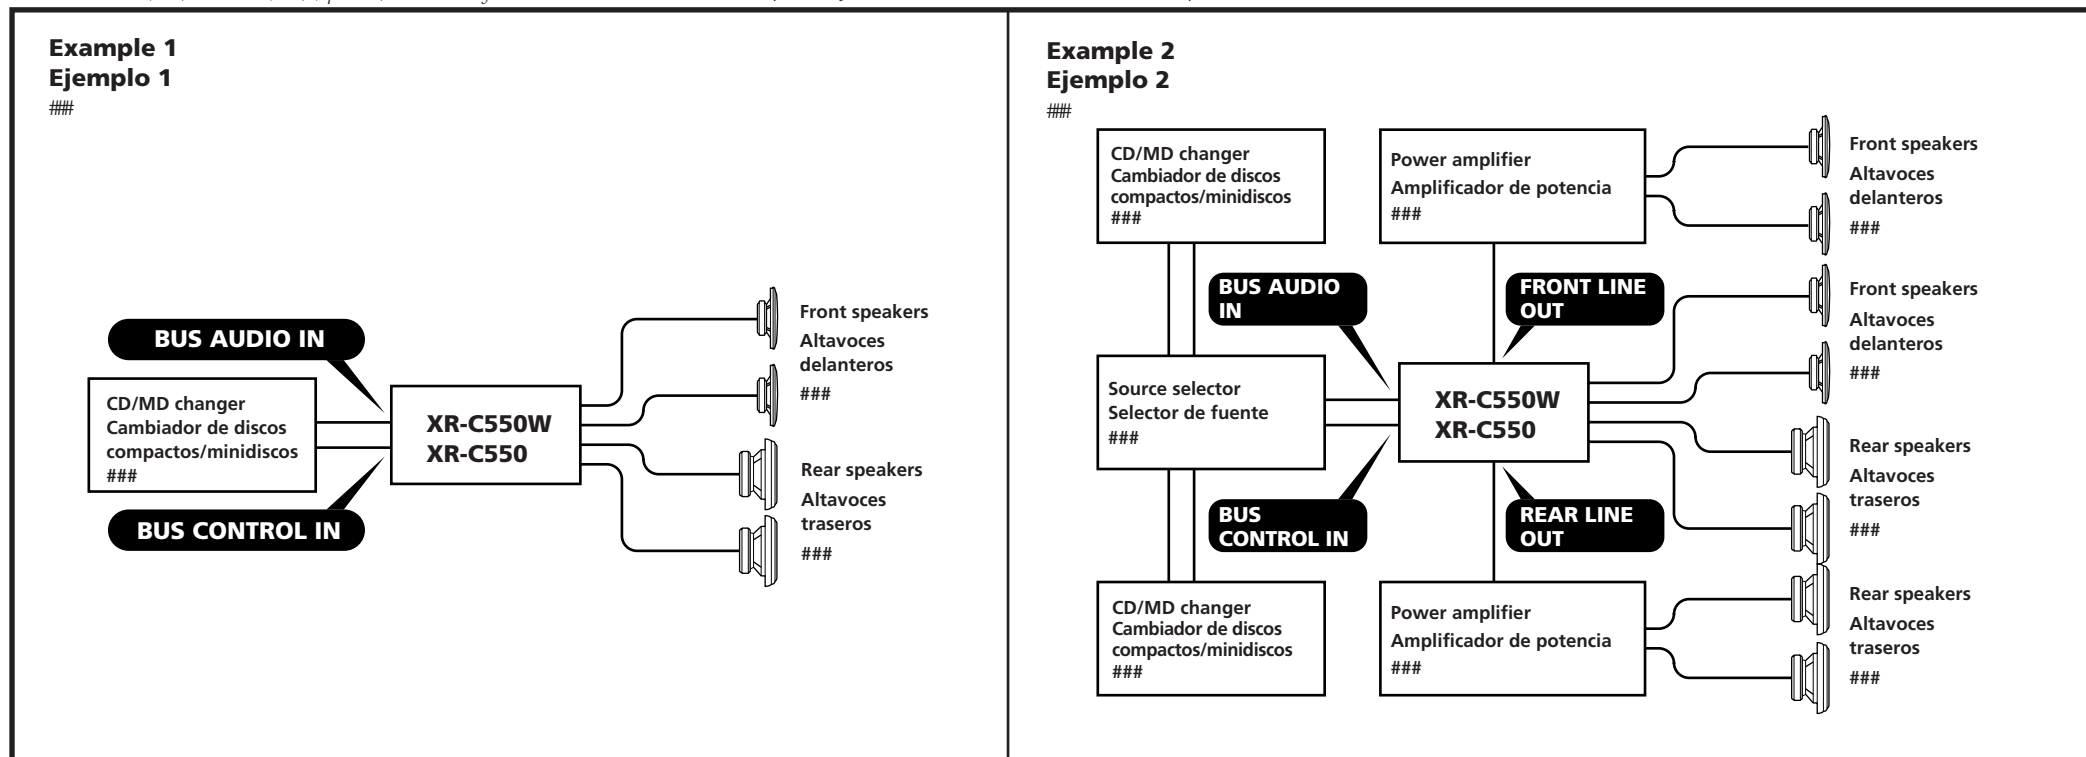 Example 1
Ejemplo 1
###
BUS AUDIO IN
CD/MD changer
Cambiador de discos
compactos/minidiscos
###
BUS CONTROL IN
XR-C550W
XR-C550
Front speakers
Altavoces
delanteros
###
Rear speakers
Altavoces
traseros
###
Example 2
Ejemplo 2
###
CD/MD changer
Cambiador de discos
compactos/minidiscos
###
Power amplifier
Amplificador de potencia
###
Front speakers
Altavoces
delanteros
###
BUS AUDIO
IN
FRONT LINE
OUT
Front speakers
Altavoces
delanteros
###
Source selector
Selector de fuente
###
XR-C550W
XR-C550
Rear speakers
Altavoces
traseros
###
BUS
CONTROL IN
REAR LINE
OUT
CD/MD changer
Cambiador de discos
compactos/minidiscos
###
Power amplifier
Amplificador de potencia
###
Rear speakers
Altavoces
traseros
###